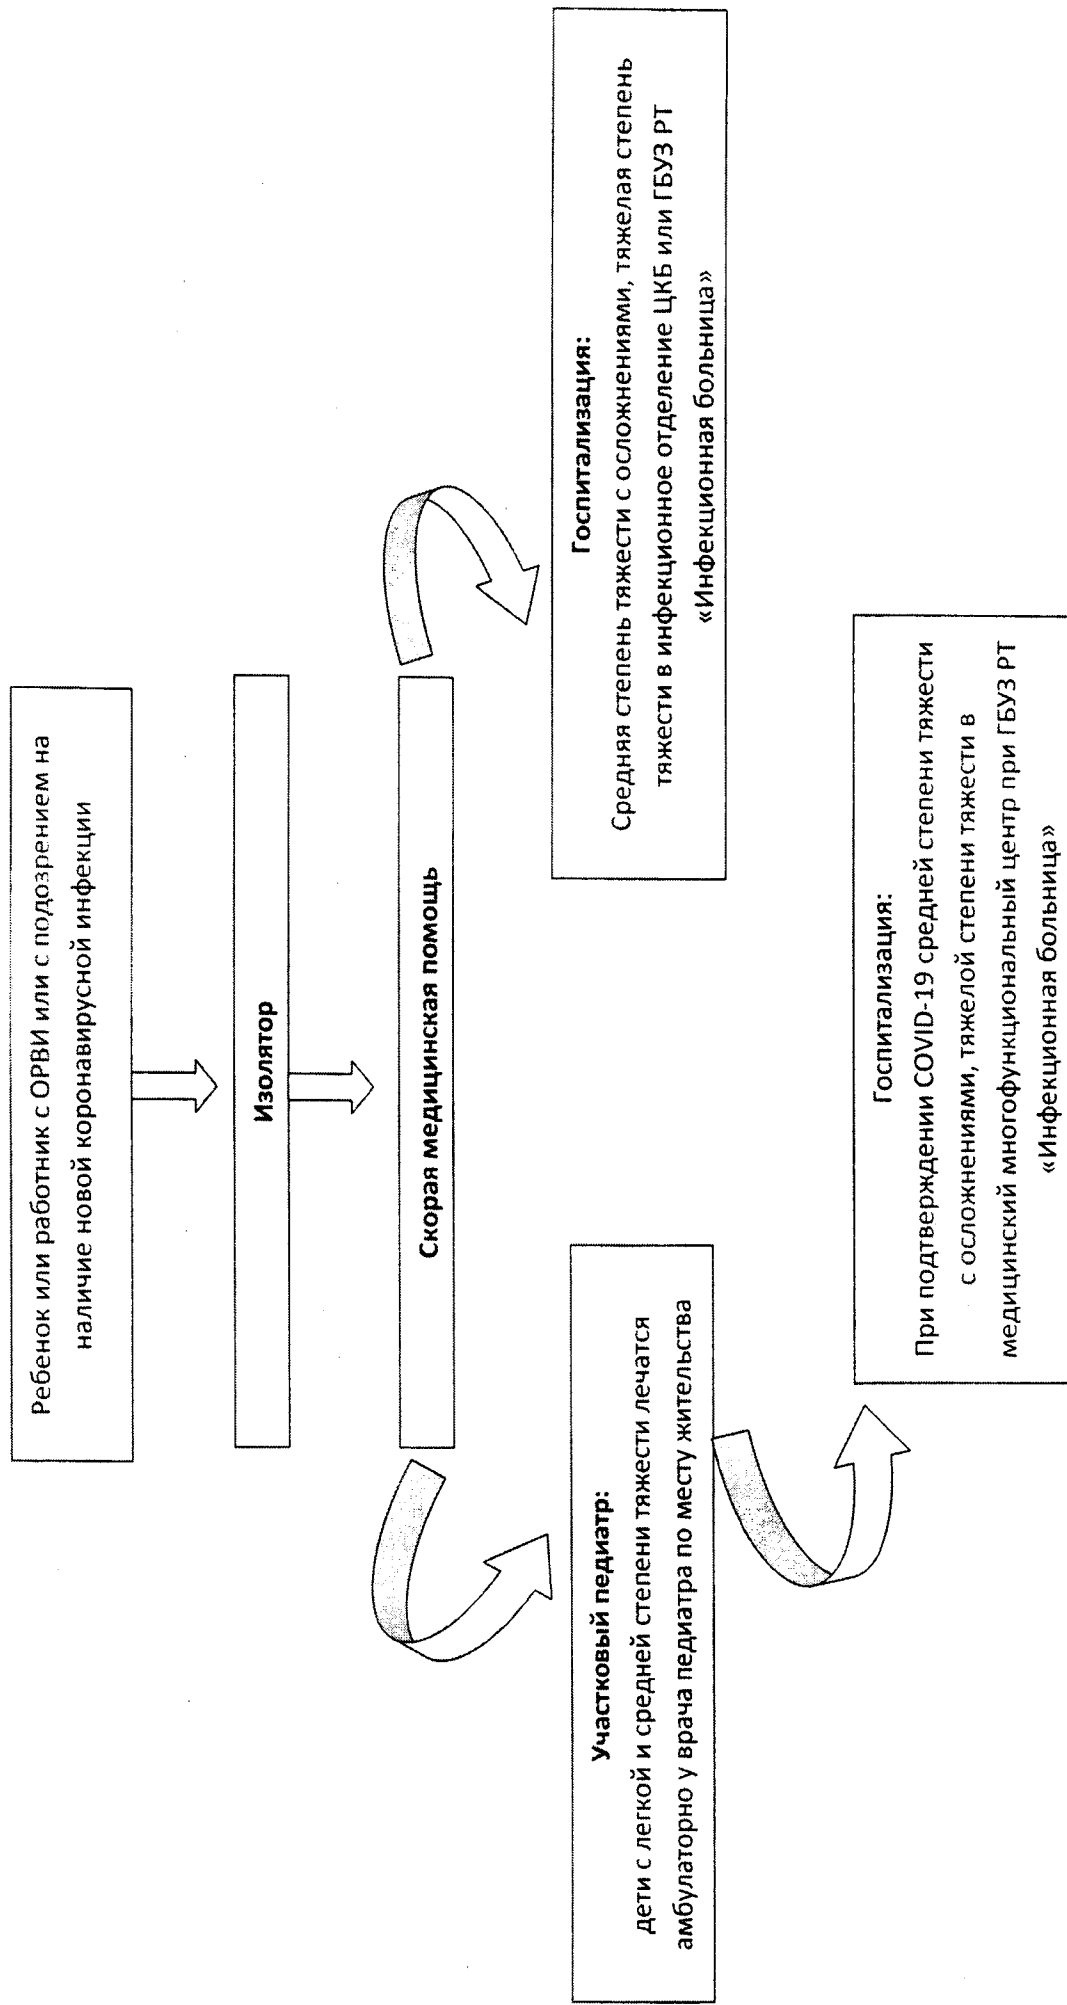 Ребенок или работник с ОРВИ или с подозрением на
наличие новой коронавирусной инфекции
Изолятор
Скорая медицинская помощь
Участковый педиатр:
дети с легкой и средней степени тяжести лечатся
амбулаторно у врача педиатра по месту жительства
Госпитализация:
Средняя степень тяжести с осложнениями, тяжелая степень
тяжести в инфекционное отделение ЦКБ или ГБУЗ РТ
«Инфекционная больница»
Госпитализация:
При подтверждении COVID-19 средней степени тяжести
с осложнениями, тяжелой степени тяжести в
медицинский многофункциональный центр при ГБУЗ РТ
«Инфекционная больница»